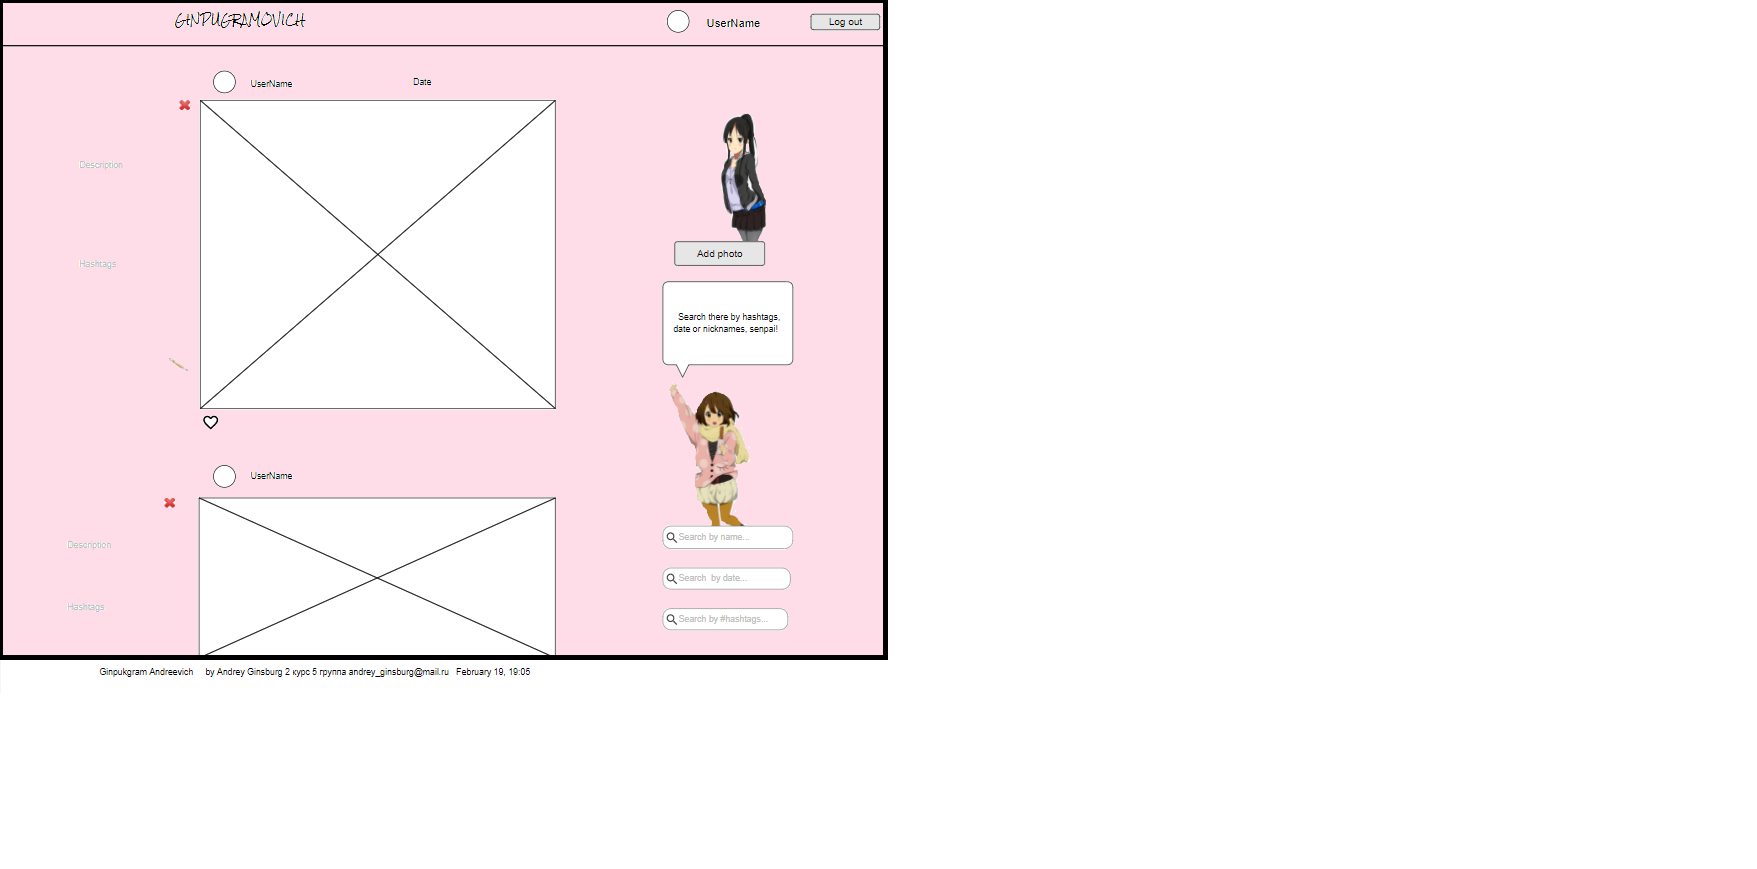 GINPUGRAMOVICH
UserName
Log out
UserName
Date
Description
Hashtags
Add photo
Search there by hashtags,
date or nicknames, senpai!
UserName
Description
Hashtags
Search by name...
Search by date...
Search by #hashtags...
Ginpukgram Andreevich by Andrey Ginsburg 2 курс 5 группа andrey_ginsburg@mail.ru February 19, 19:05